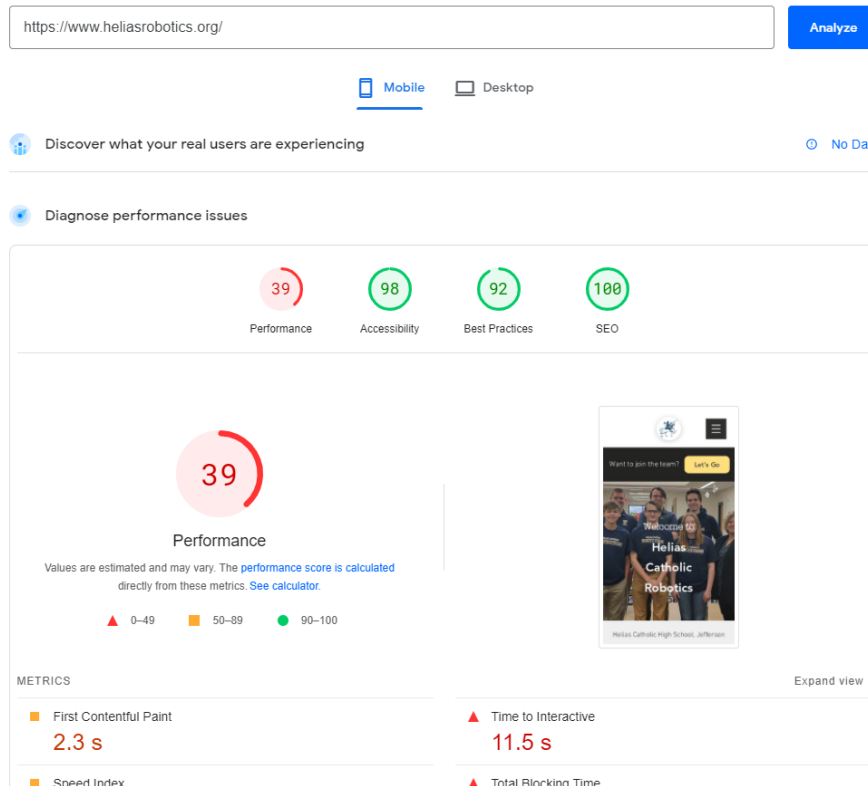 https://www.heliasrobotics.org/
Analyze
Mobile
Desktop
Discover what your real users are experiencing
No Da
Diagnose performance issues
39
98
92
100
Performance
Accessibility
Best Practices
SEO
39
Performance
Values are estimated and may vary. The performance score is calculated
directly from these metrics. See calculator.
0–49
50–89
90–100
Want to join the team?
Let's Go
Welcome to
Helias
Catholic
Robotics
Helias Catholic High School, Jefferson
METRICS
Expand view
First Contentful Paint
2.3 s
Time to Interactive
11.5 s
Speed Index
Total Blocking Time